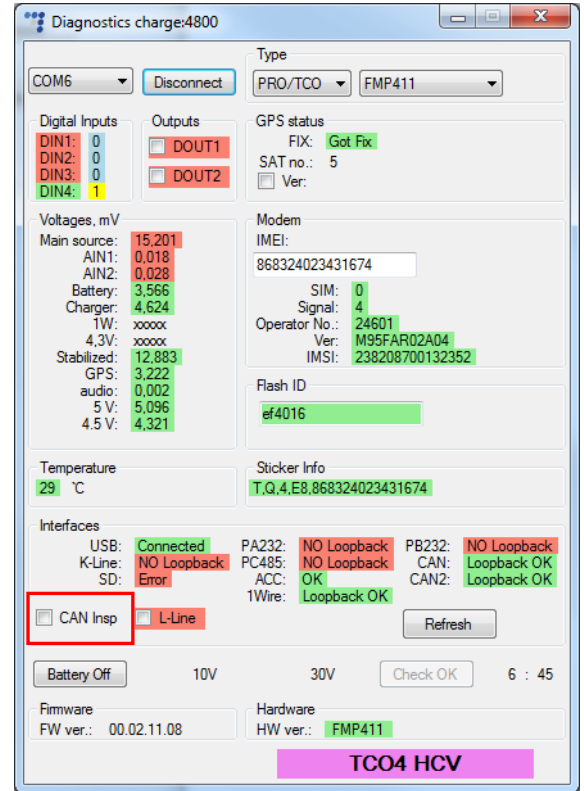 Diagnostics charge:4800
COM6 Disconnect
Type
PRO/TCO FMP411
Digital Inputs
DIN1: 0
DIN2: 0
DIN3: 0
DIN4: 1
Outputs
DOUT1
DOUT2
GPS status
FIX: Got Fix
SAT no.: 5
Ver:
Voltages, mV
Main source: 15,201
AIN1: 0,018
AIN2: 0,028
Battery: 3,566
Charger: 4,624
1W: xxxxx
4,3V: xxxxx
Stabilized: 12,883
GPS: 3,222
audio: 0,002
5 V: 5,096
4.5 V: 4,321
Modem
IMEI:
868324023431674
SIM: 0
Signal: 4
Operator No.: 24601
Ver: M95FAR02A04
IMSI: 238208700132352
Flash ID
ef4016
Temperature
29 °C
Sticker Info
T,Q,4,E8,868324023431674
Interfaces
USB: Connected PA232: NO Loopback PB232: NO Loopback
K-Line: NO Loopback PC485: NO Loopback CAN: Loopback OK
SD: Error ACC: OK CAN2: Loopback OK
1Wire: Loopback OK
CAN Insp L-Line Refresh
Battery Off 10V 30V Check OK 6 : 45
Firmware
FW ver.: 00.02.11.08
Hardware
HW ver.: FMP411
TCO4 HCV